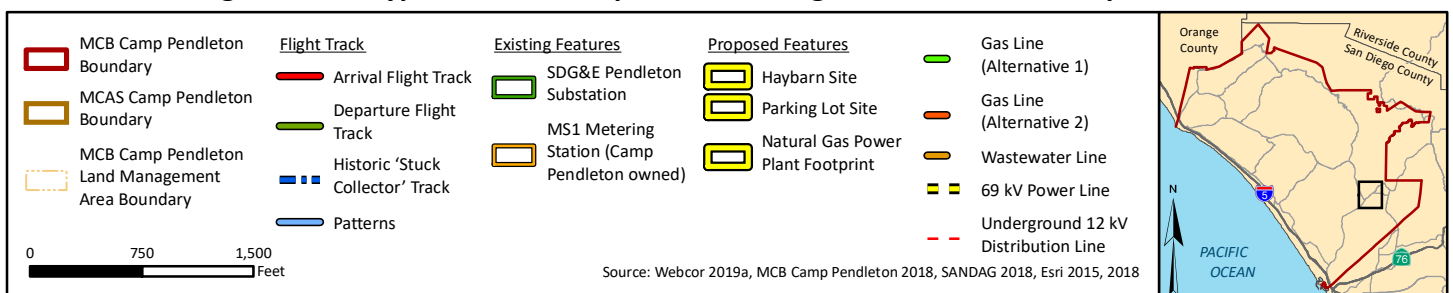 MCB Camp Pendleton
Boundary
MCAS Camp Pendleton
Boundary
MCB Camp Pendleton
Land Management
Area Boundary
Flight Track
Arrival Flight Track
Departure Flight
Track
Historic ‘Stuck
Collector’ Track
Patterns
Existing Features
SDG&E Pendleton
Substation
MS1 Metering
Station (Camp
Pendleton owned)
Proposed Features
Haybarn Site
Parking Lot Site
Natural Gas Power
Plant Footprint
Gas Line
(Alternative 1)
Gas Line
(Alternative 2)
Wastewater Line
69 kV Power Line
Underground 12 kV
Distribution Line
0 750 1,500
Feet
Source: Webcor 2019a, MCB Camp Pendleton 2018, SANDAG 2018, Esri 2015, 2018
Orange
County
Riverside County
San Diego County
N
5
76
PACIFIC
OCEAN